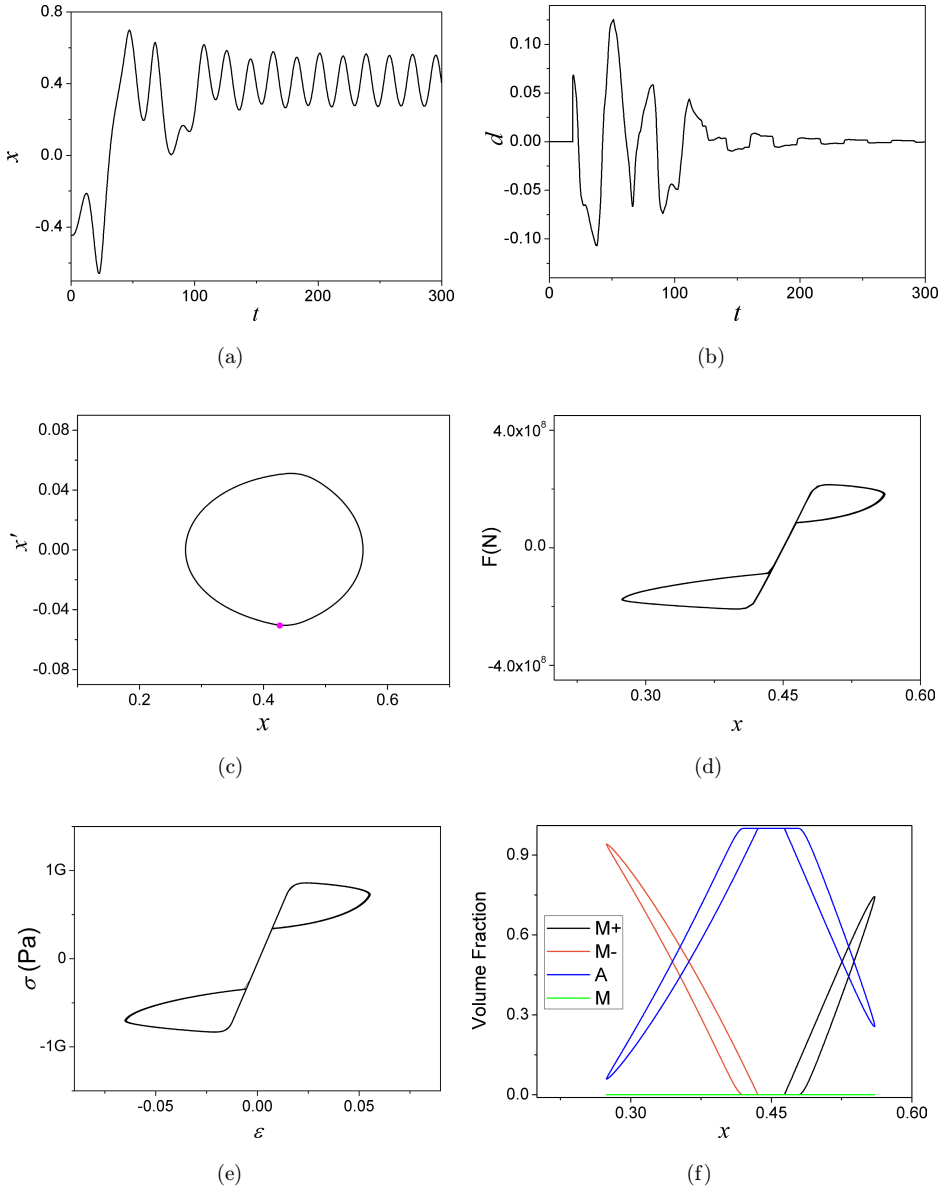 0.8
0.4
0.0
-0.4
x
0
100
200
300
t
(a)
0.10
0.05
0.00
-0.05
-0.10
d
0
100
200
300
t
(b)
0.08
0.04
0.00
-0.04
-0.08
x′
0.2
0.4
0.6
x
(c)
4.0x10⁸
0.0
-4.0x10⁸
F(N)
0.30
0.45
0.60
x
(d)
1G
0
-1G
σ (Pa)
-0.05
0.00
0.05
ε
(e)
0.9
0.6
0.3
0.0
Volume Fraction
M+
M-
A
M
0.30
0.45
0.60
x
(f)